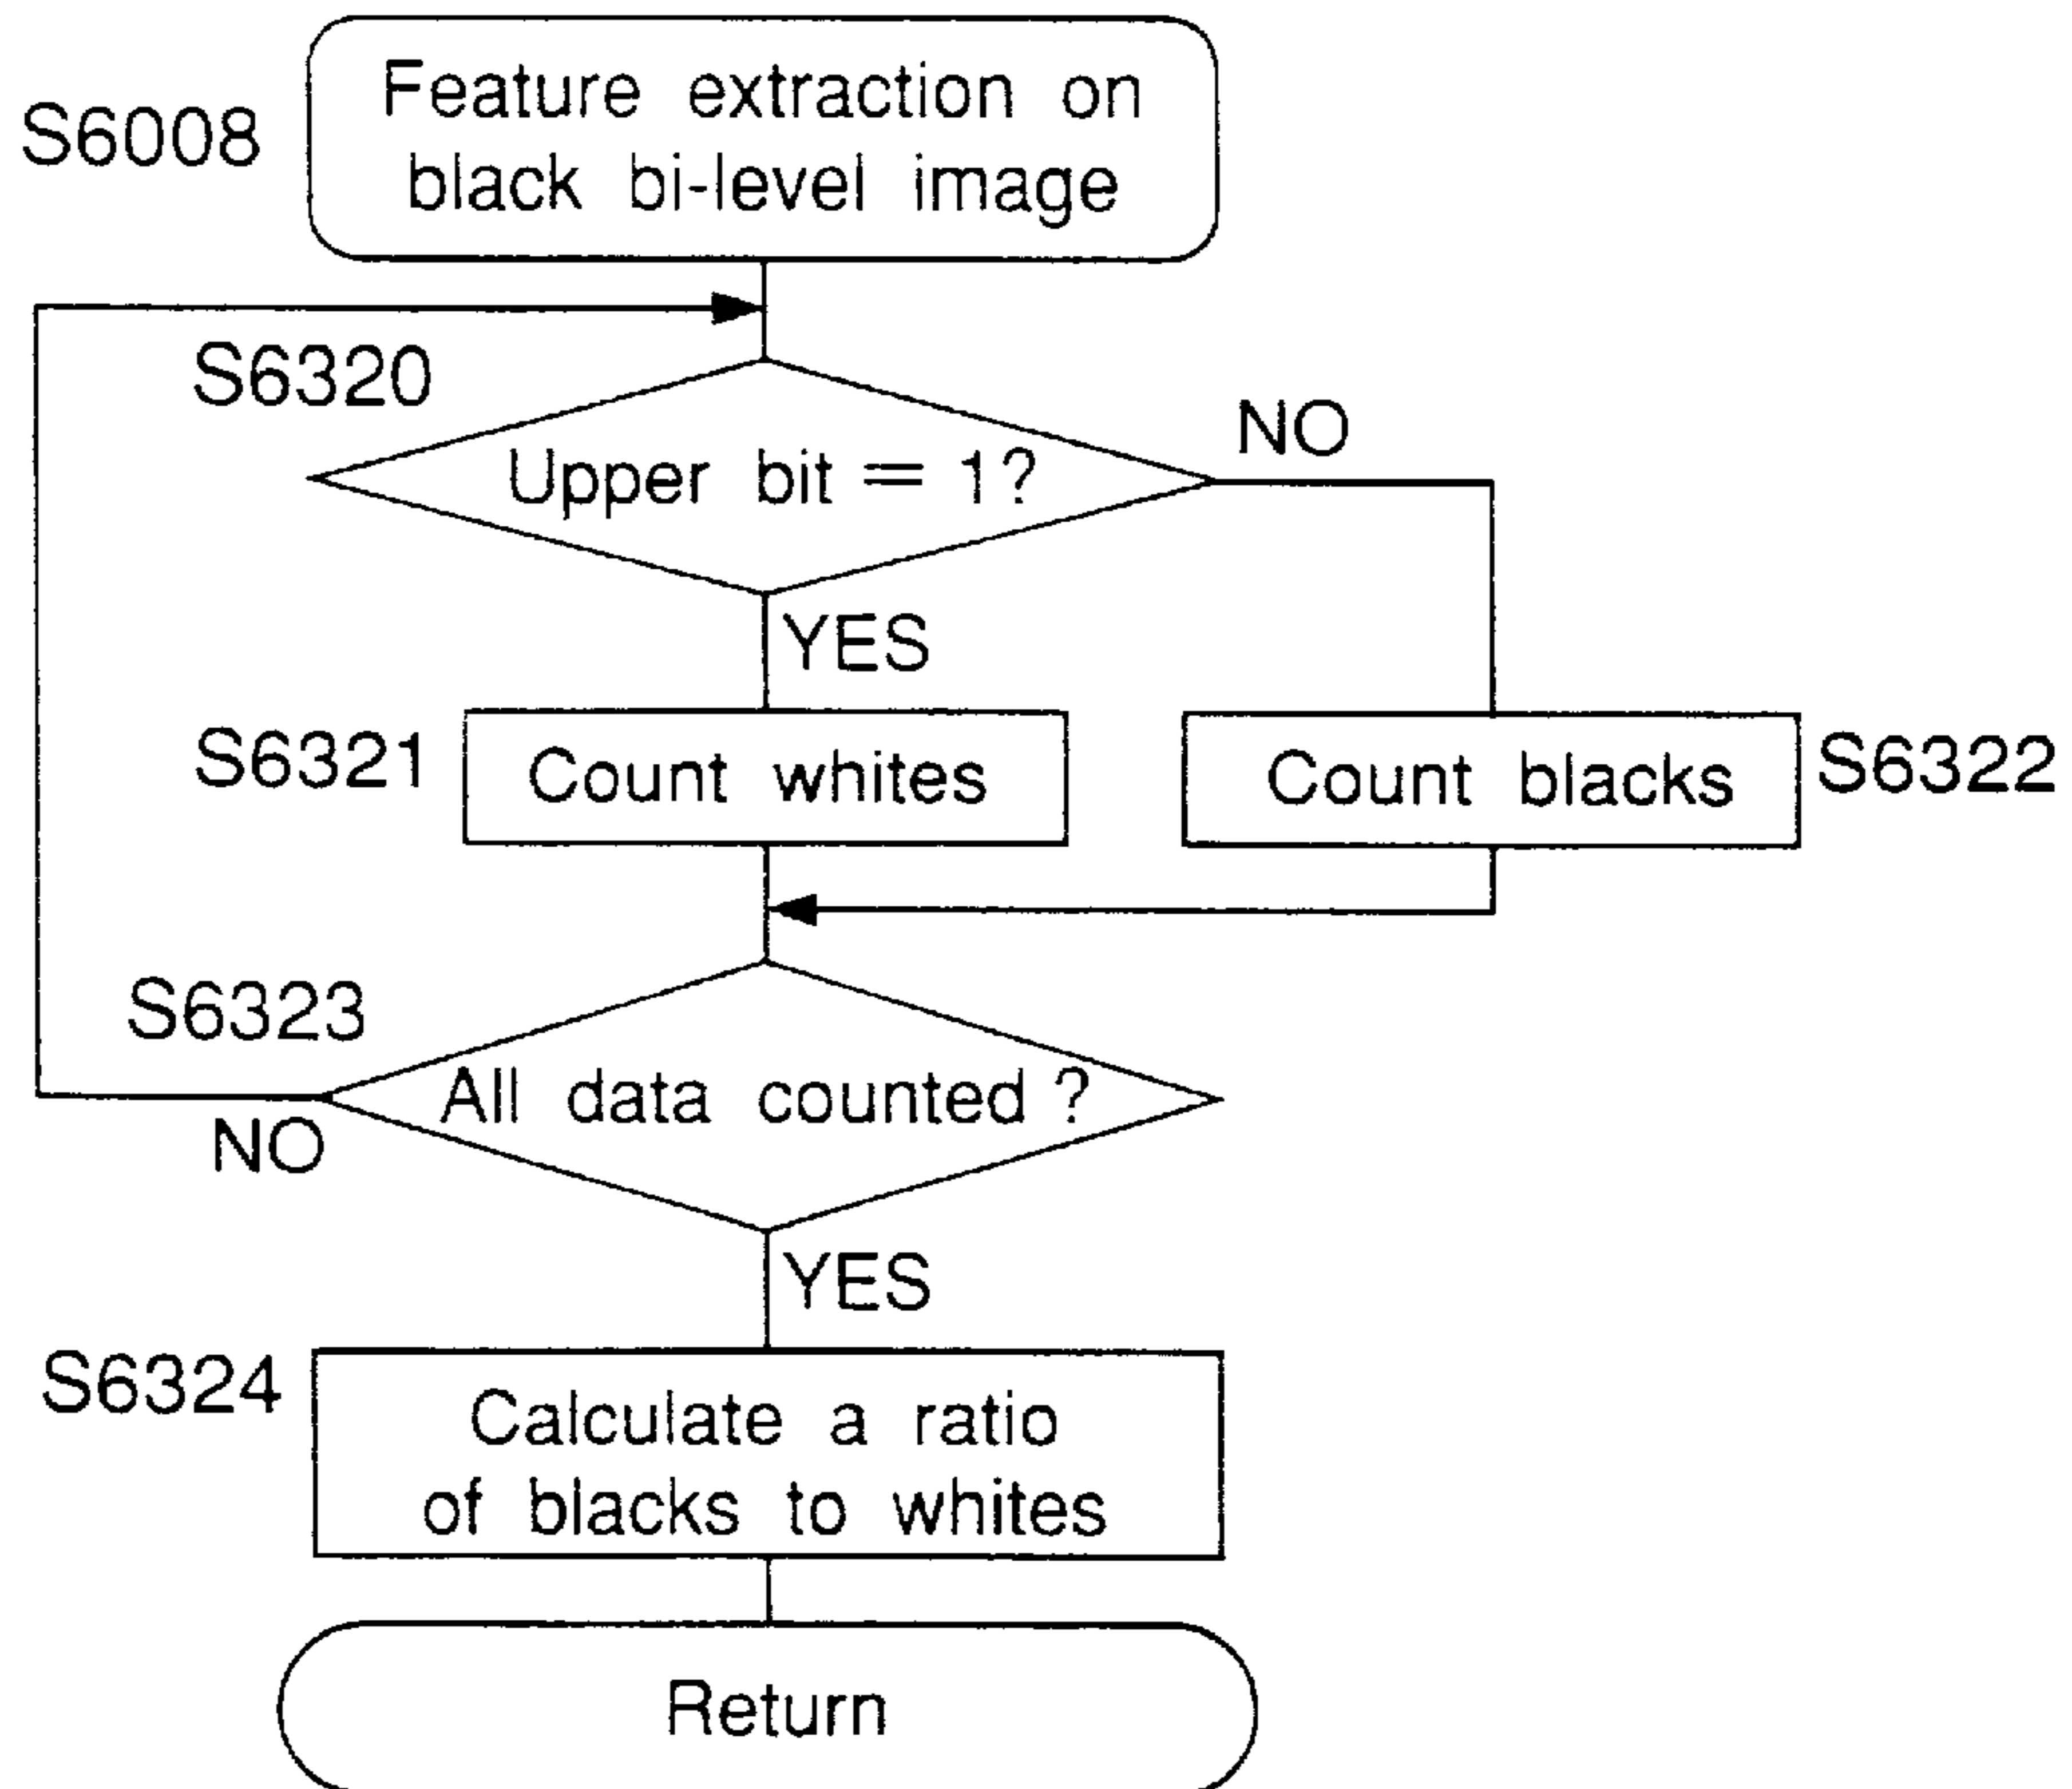 S6008
Feature extraction on
black bi-level image
S6320
Upper bit = 1?
NO
YES
S6321
Count whites
Count blacks
S6322
S6323
All data counted ?
NO
YES
S6324
Calculate a ratio
of blacks to whites
Return